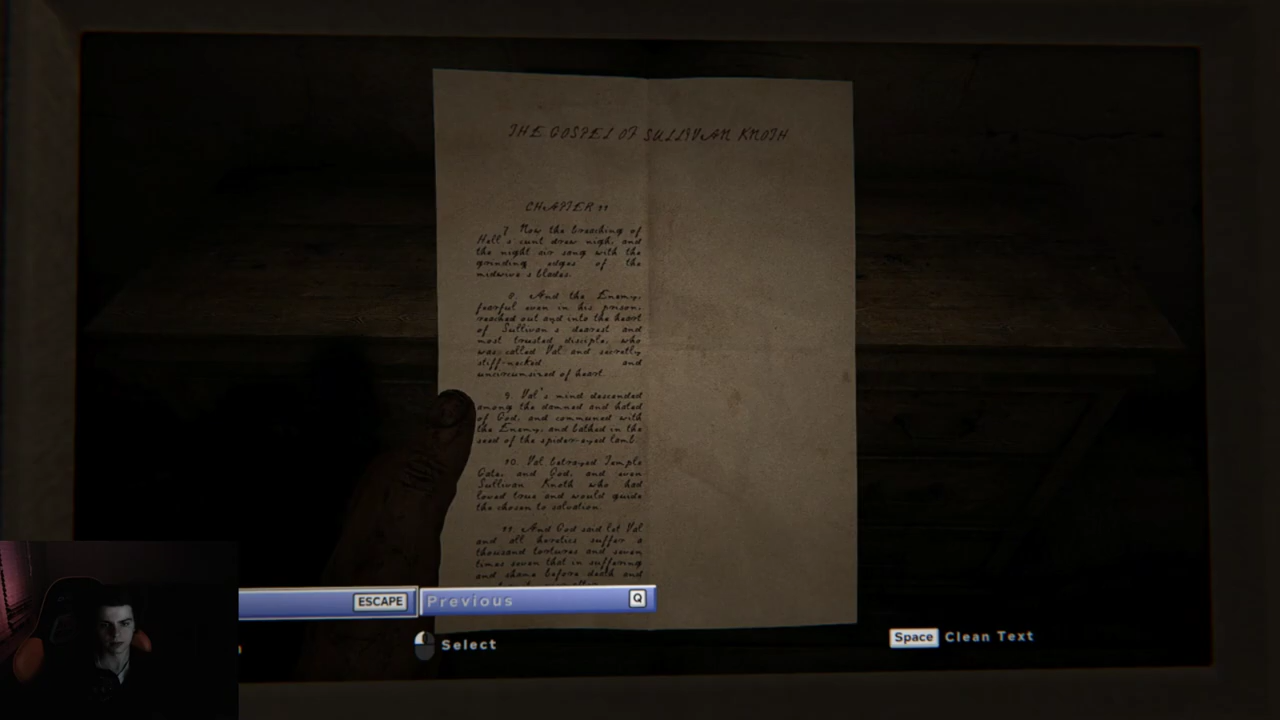 THE GOSPEL OF SULLIVAN KNOTH
CHAPTER 11
7. Now the breaching of
Hell's cunt drew nigh, and
the night air sang with the
grinding edges of the
midwive's blades.
8. And the Enemy,
fearful even in his prison,
reached out and into the heart
of Sullivan's dearest and
most trusted disciple, who
was called Val and secretly
stiff-necked and
uncircumsized of heart.
9. Val's mind descended
among the damned and hated
of God, and communed with
the Enemy, and bathed in the
seed of the spider-eyed lamb.
10. Val betrayed Temple
Gate, and God, and even
Sullivan Knoth who had
loved true and would guide
the chosen to salvation.
11. And God said let Val
and all heretics suffer a
thousand tortures and seven
times seven that in suffering
and shame before death and
ESCAPE
Previous Q
Select
Space Clean Text